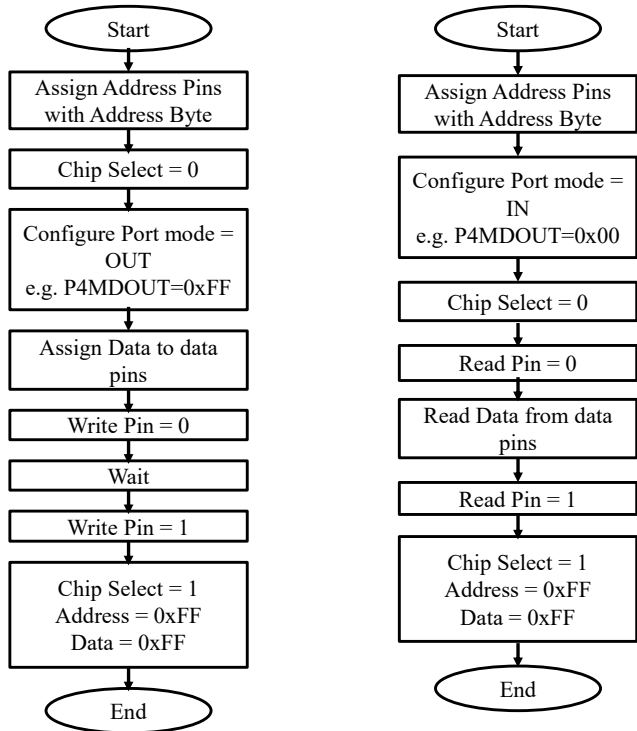 Start
Assign Address Pins
with Address Byte
Chip Select = 0
Configure Port mode =
OUT
e.g. P4MDOUT=0xFF
Assign Data to data
pins
Write Pin = 0
Wait
Write Pin = 1
Chip Select = 1
Address = 0xFF
Data = 0xFF
End
Start
Assign Address Pins
with Address Byte
Configure Port mode =
IN
e.g. P4MDOUT=0x00
Chip Select = 0
Read Pin = 0
Read Data from data
pins
Read Pin = 1
Chip Select = 1
Address = 0xFF
Data = 0xFF
End